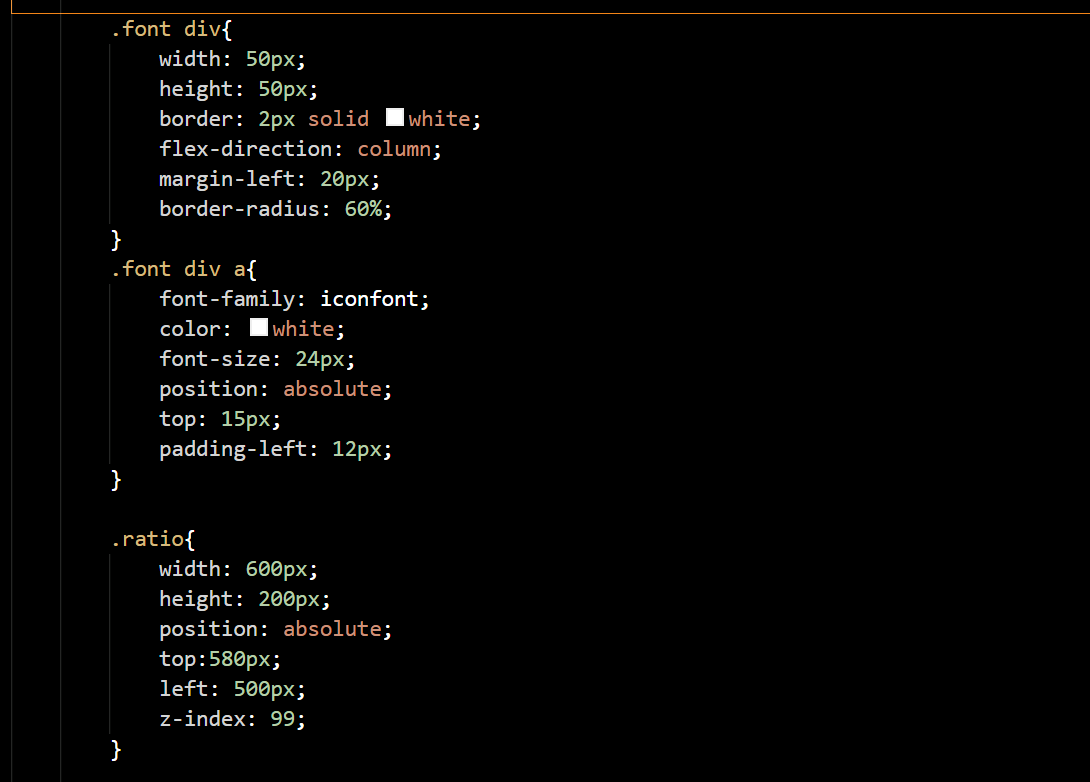 .font div{
width: 50px;
height: 50px;
border: 2px solid white;
flex-direction: column;
margin-left: 20px;
border-radius: 60%;
}
.font div a{
font-family: iconfont;
color: white;
font-size: 24px;
position: absolute;
top: 15px;
padding-left: 12px;
}
.ratio{
width: 600px;
height: 200px;
position: absolute;
top:580px;
left: 500px;
z-index: 99;
}